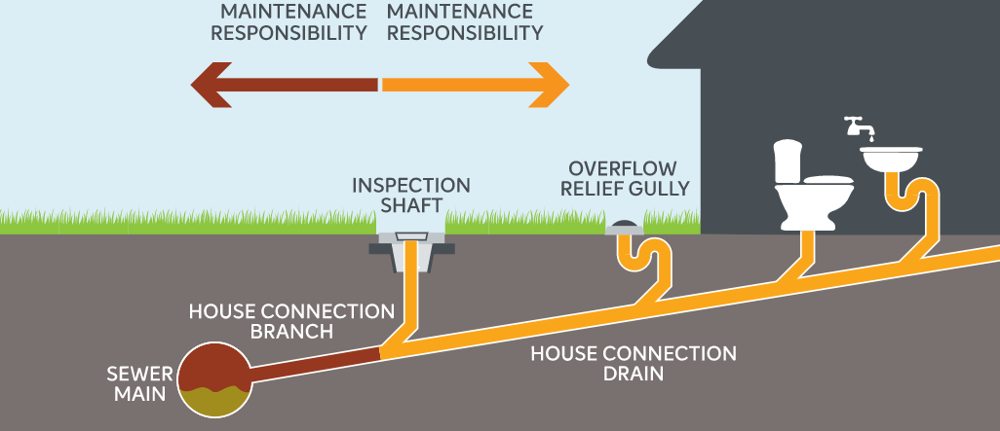 MAINTENANCE
RESPONSIBILITY
MAINTENANCE
RESPONSIBILITY
INSPECTION
SHAFT
OVERFLOW
RELIEF GULLY
HOUSE CONNECTION
BRANCH
HOUSE CONNECTION
DRAIN
SEWER
MAIN